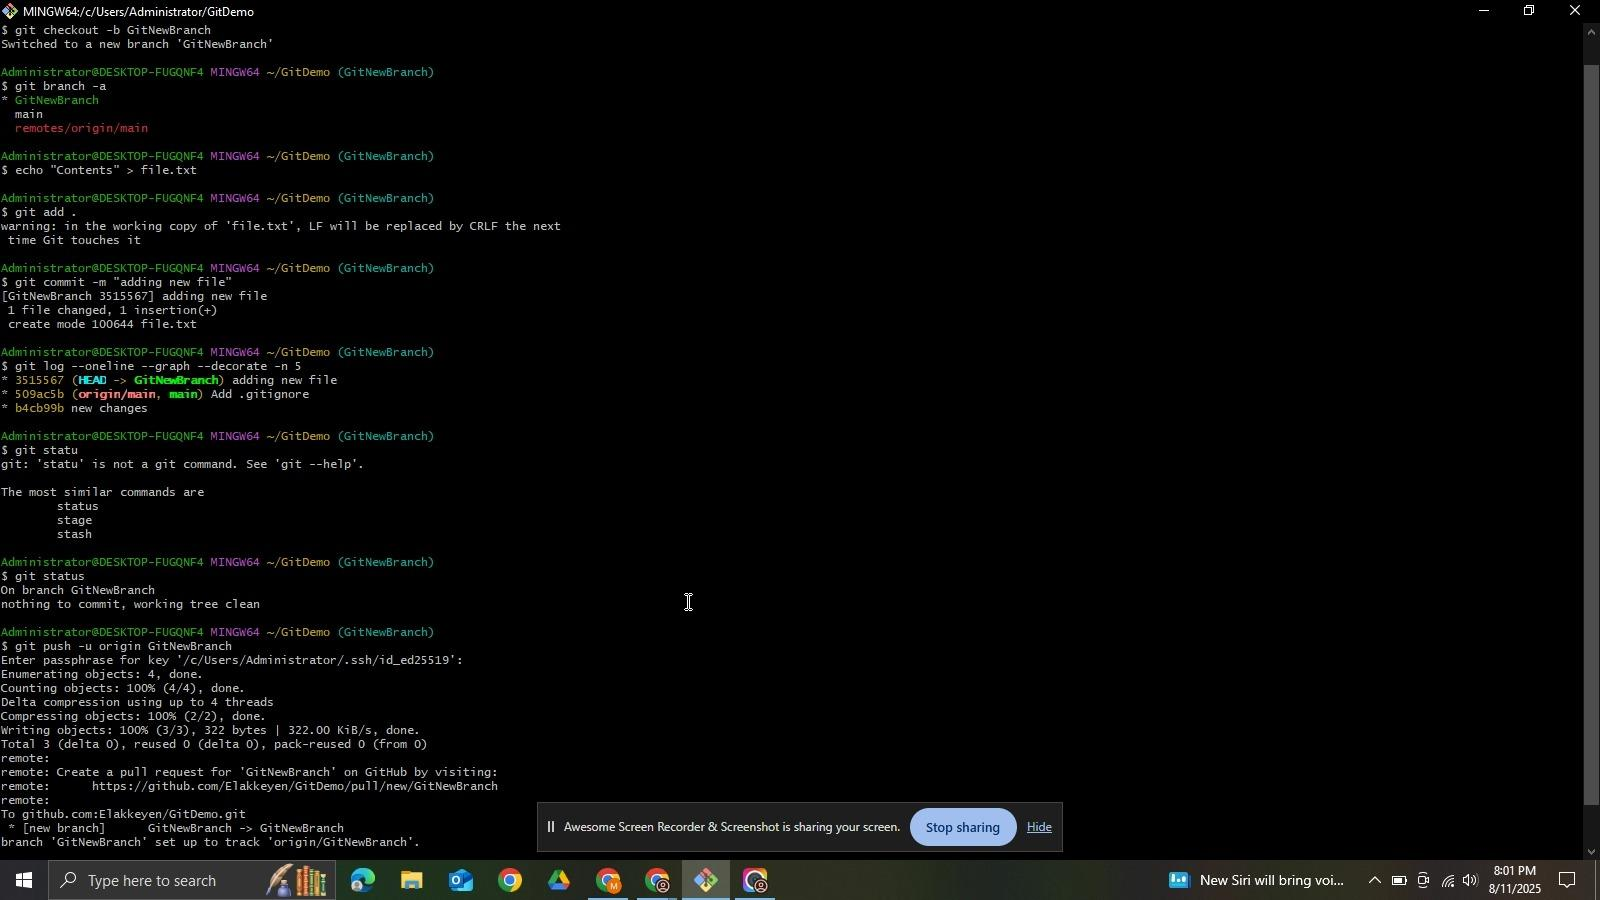 MINGW64:/c/Users/Administrator/GitDemo
$ git checkout -b GitNewBranch
Switched to a new branch 'GitNewBranch'
Administrator@DESKTOP-FUGQNF4 MINGW64 ~/GitDemo (GitNewBranch)
$ git branch -a
* GitNewBranch
main
remotes/origin/main
Administrator@DESKTOP-FUGQNF4 MINGW64 ~/GitDemo (GitNewBranch)
$ echo "Contents" > file.txt
Administrator@DESKTOP-FUGQNF4 MINGW64 ~/GitDemo (GitNewBranch)
$ git add .
warning: in the working copy of 'file.txt', LF will be replaced by CRLF the next
time Git touches it
Administrator@DESKTOP-FUGQNF4 MINGW64 ~/GitDemo (GitNewBranch)
$ git commit -m "adding new file"
[GitNewBranch 3515567] adding new file
1 file changed, 1 insertion(+)
create mode 100644 file.txt
Administrator@DESKTOP-FUGQNF4 MINGW64 ~/GitDemo (GitNewBranch)
$ git log --oneline --graph --decorate -n 5
* 3515567 (HEAD -> GitNewBranch) adding new file
* 509ac5b (origin/main, main) Add .gitignore
* b4cb99b new changes
Administrator@DESKTOP-FUGQNF4 MINGW64 ~/GitDemo (GitNewBranch)
$ git statu
git: 'statu' is not a git command. See 'git --help'.
The most similar commands are
status
stage
stash
Administrator@DESKTOP-FUGQNF4 MINGW64 ~/GitDemo (GitNewBranch)
$ git status
On branch GitNewBranch
nothing to commit, working tree clean
Administrator@DESKTOP-FUGQNF4 MINGW64 ~/GitDemo (GitNewBranch)
$ git push -u origin GitNewBranch
Enter passphrase for key '/c/Users/Administrator/.ssh/id_ed25519':
Enumerating objects: 4, done.
Counting objects: 100% (4/4), done.
Delta compression using up to 4 threads
Compressing objects: 100% (2/2), done.
Writing objects: 100% (3/3), 322 bytes | 322.00 KiB/s, done.
Total 3 (delta 0), reused 0 (delta 0), pack-reused 0 (from 0)
remote:
remote: Create a pull request for 'GitNewBranch' on GitHub by visiting:
remote:      https://github.com/Elakkeyen/GitDemo/pull/new/GitNewBranch
remote:
To github.com:Elakkeyen/GitDemo.git
* [new branch]      GitNewBranch -> GitNewBranch
branch 'GitNewBranch' set up to track 'origin/GitNewBranch'.
Awesome Screen Recorder & Screenshot is sharing your screen.
Stop sharing
Hide
Type here to search
New Siri will bring voi...
8:01 PM
8/11/2025